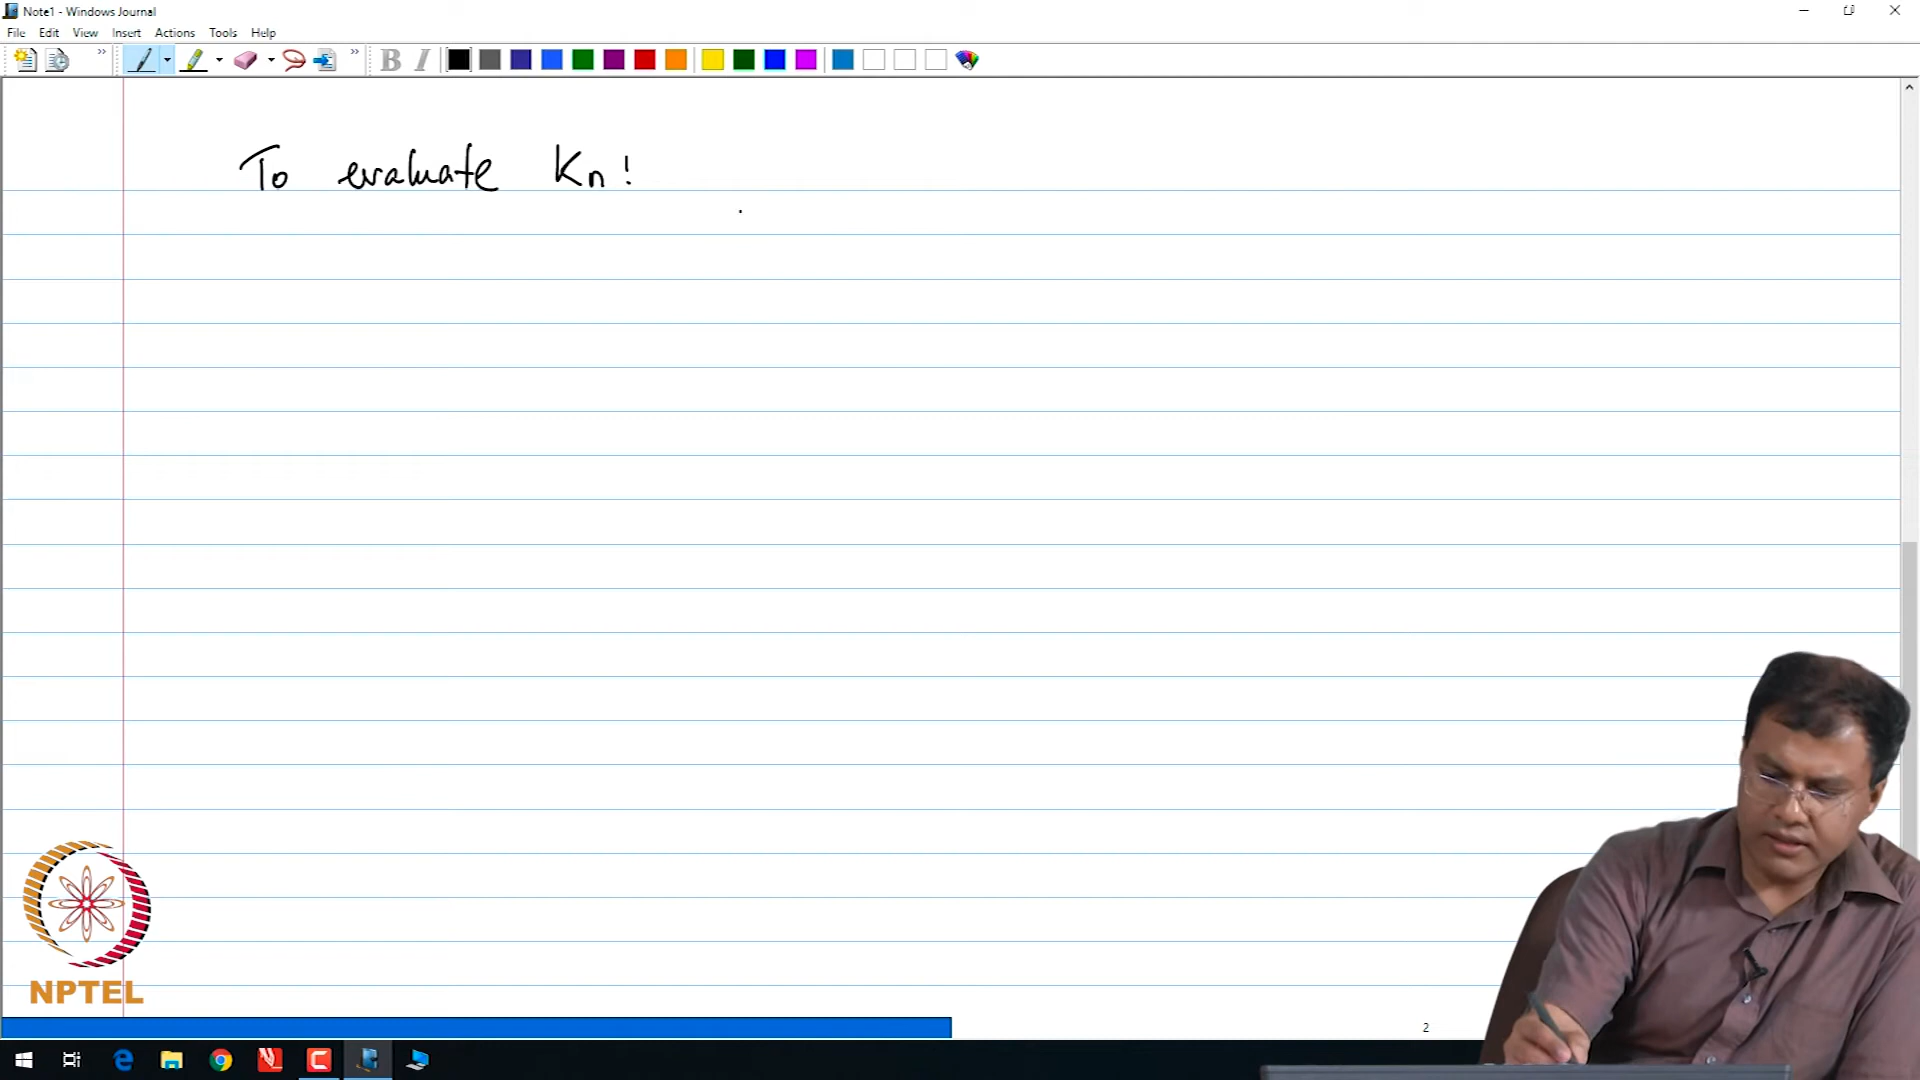 Note1 - Windows Journal
File Edit View Insert Actions Tools Help
B I
To evaluate Kn!
NPTEL
2